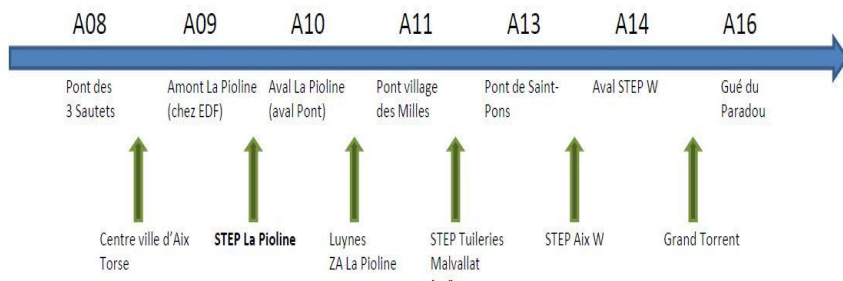 A08 A09 A10 A11 A13 A14 A16
Pont des Amont La Pioline Aval La Pioline Pont village Pont de Saint- Aval STEP W Gué du
3 Sautets (chez EDF) (aval Pont) des Milles Pons Paradou
Centre ville d'Aix STEP La Pioline Luynes STEP Tuileries STEP Aix W Grand Torrent
Torse ZA La Pioline Malvallat